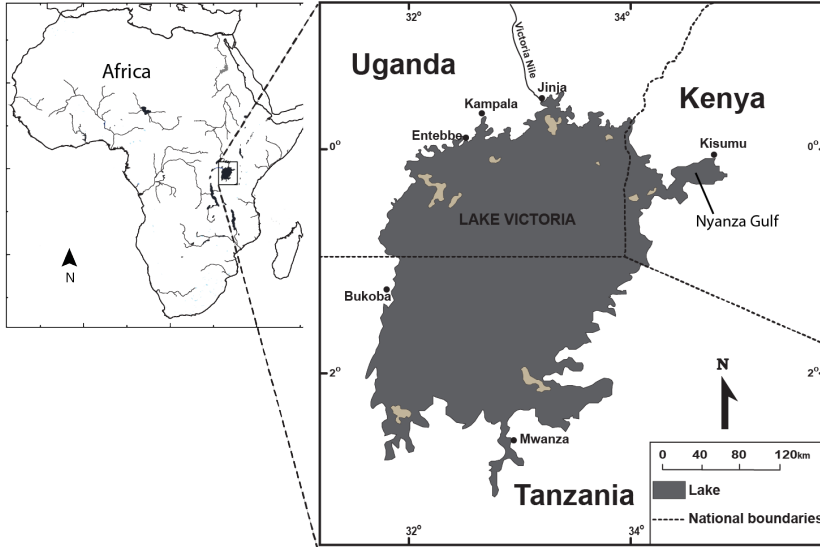 Africa
N
32°
34°
Uganda
Victoria Nile
Jinja
Kampala
Kenya
Entebbe
Kisumu
0°
0°
LAKE VICTORIA
Nyanza Gulf
Bukoba
N
2°
2°
Mwanza
0 40 80 120km
Lake
Tanzania
National boundaries
32°
34°